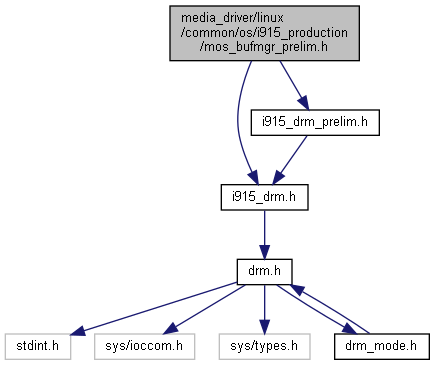 media_driver/linux
/common/os/i915_production
/mos_bufmgr_prelim.h
i915_drm_prelim.h
i915_drm.h
drm.h
stdint.h
sys/ioccom.h
sys/types.h
drm_mode.h